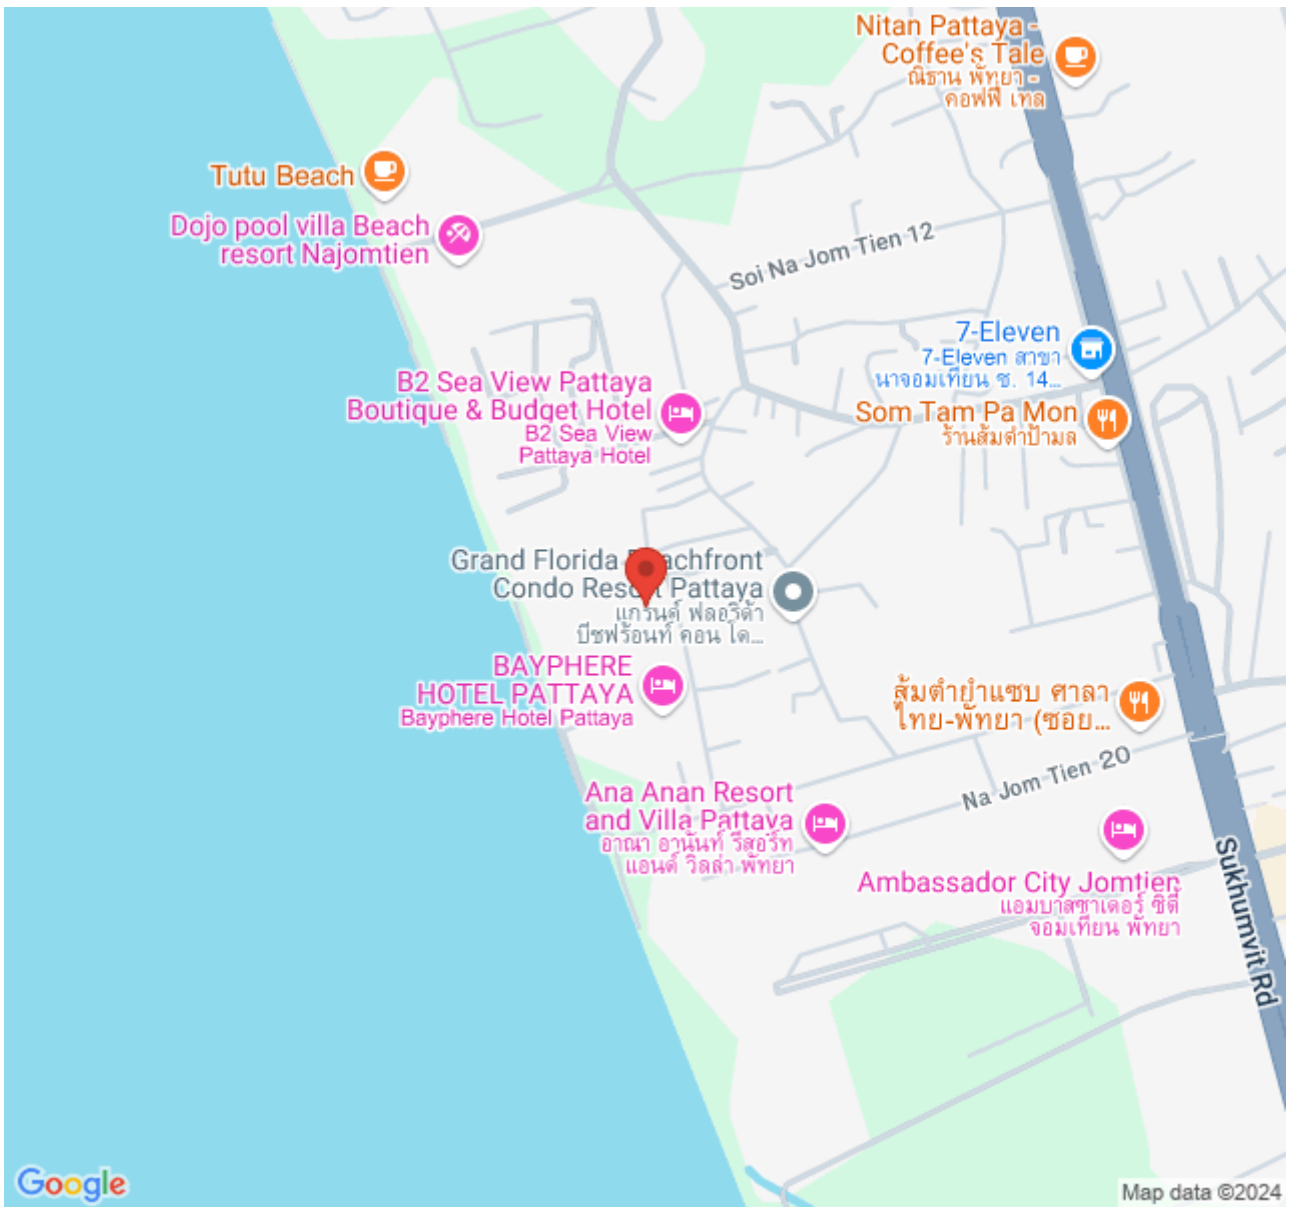 Nitan Pattaya -
Coffee's Tale
ณิธาน พัทยา -
คอฟฟี่ เทล
Tutu Beach
Dojo pool villa Beach
resort Najomtien
Soi Na Jom Tien 12
7-Eleven
7-Eleven สาขา
นาจอมเทียน ซ. 14...
B2 Sea View Pattaya
Boutique & Budget Hotel
B2 Sea View
Pattaya Hotel
Som Tam Pa Mon
ร้านส้มตำป้ามล
Grand Florida
Condo Resort Pattaya
แกรนด์ ฟลอริด้า
บีชฟร้อนท์ คอน โด...
BAYPHERE
HOTEL PATTAYA
Bayphere Hotel Pattaya
ส้มตำยำแซบ ศาลา
ไทย-พัทยา (ซอย...
Na Jom Tien 20
Ana Anan Resort
and Villa Pattaya
อาณา อานันท์ รีสอร์ท
แอนด์ วิลล่า พัทยา
Ambassador City Jomtien
แอมบาสซาเดอร์ ซิตี้
จอมเทียน พัทยา
Sukhumvit Rd
Google
Map data ©2024